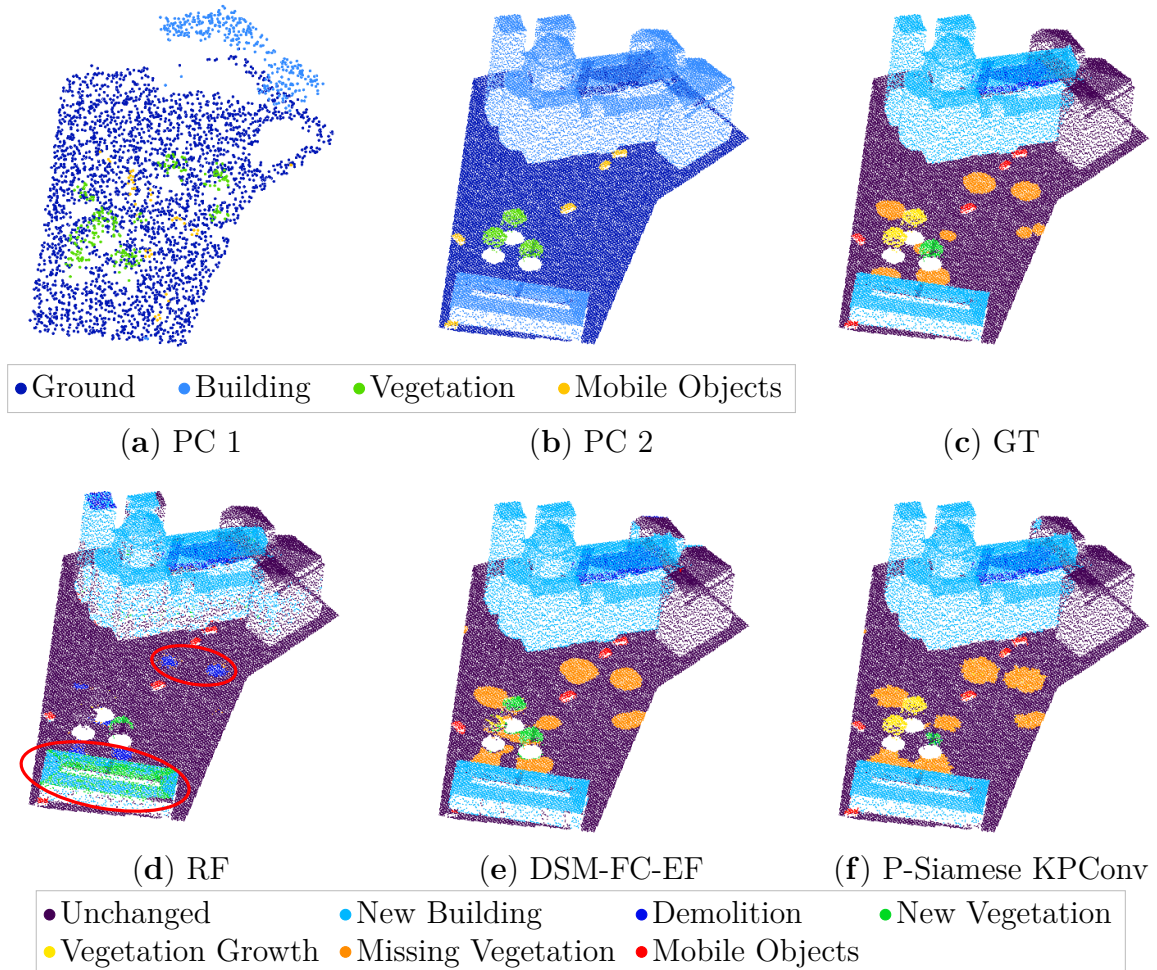 Ground Building Vegetation Mobile Objects
(a) PC 1 (b) PC 2 (c) GT
(d) RF (e) DSM-FC-EF (f) P-Siamese KPConv
Unchanged New Building Demolition New Vegetation
Vegetation Growth Missing Vegetation Mobile Objects